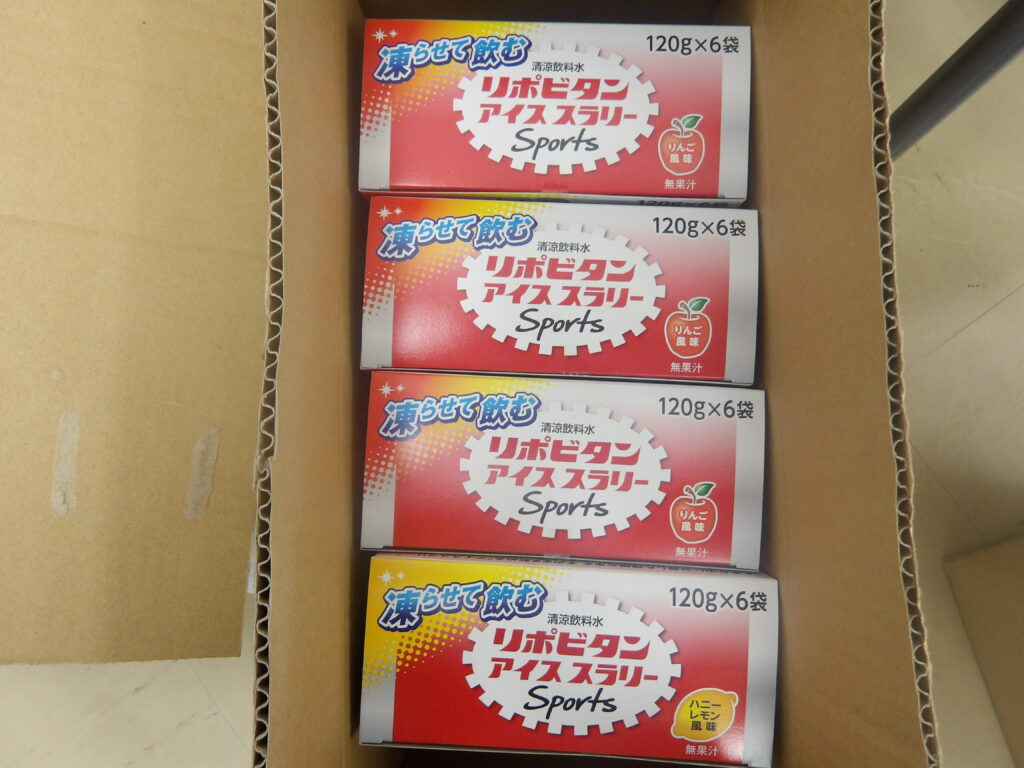 凍らせて飲む
120g×6袋
清涼飲料水
リポビタン
アイス スラリー
Sports
りんご
風味
無果汁
凍らせて飲む
120g×6袋
清涼飲料水
リポビタン
アイス スラリー
Sports
りんご
風味
無果汁
凍らせて飲む
120g×6袋
清涼飲料水
リポビタン
アイス スラリー
Sports
りんご
風味
無果汁
凍らせて飲む
120g×6袋
清涼飲料水
リポビタン
アイス スラリー
Sports
ハニー
レモン
風味
無果汁